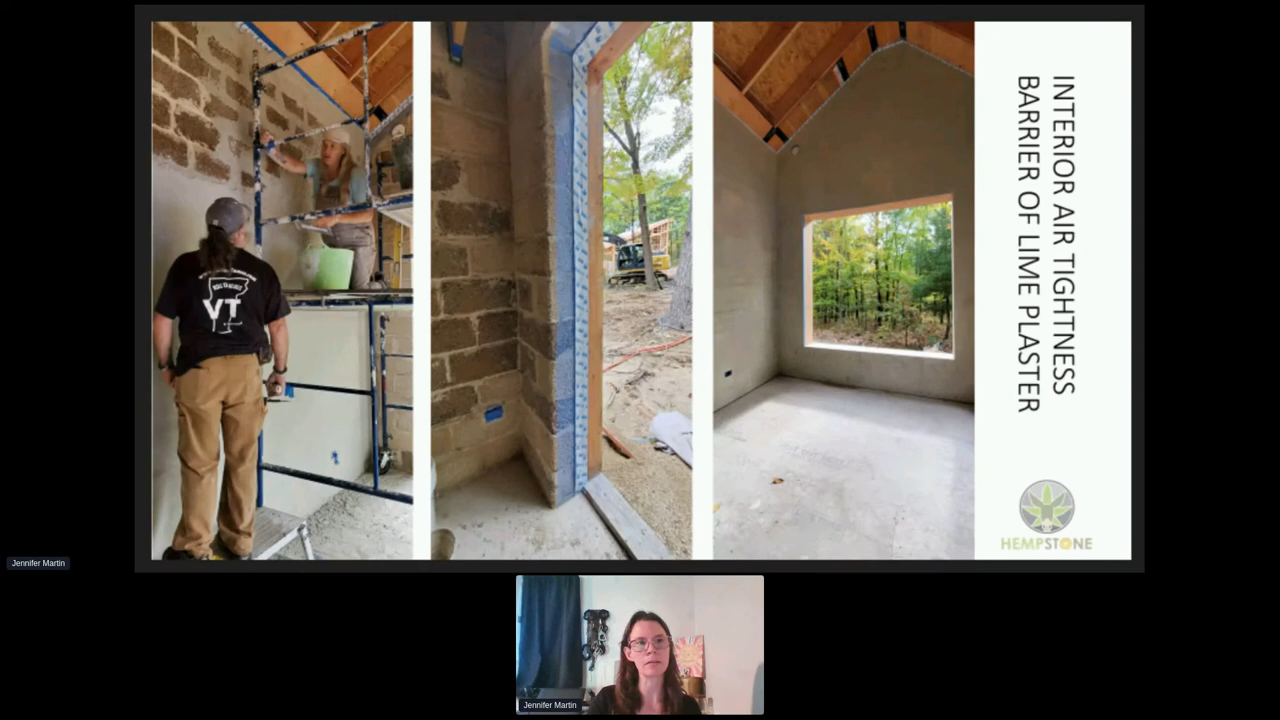 INTERIOR AIR TIGHTNESS
BARRIER OF LIME PLASTER
VT
HEMPSTONE
Jennifer Martin
Jennifer Martin